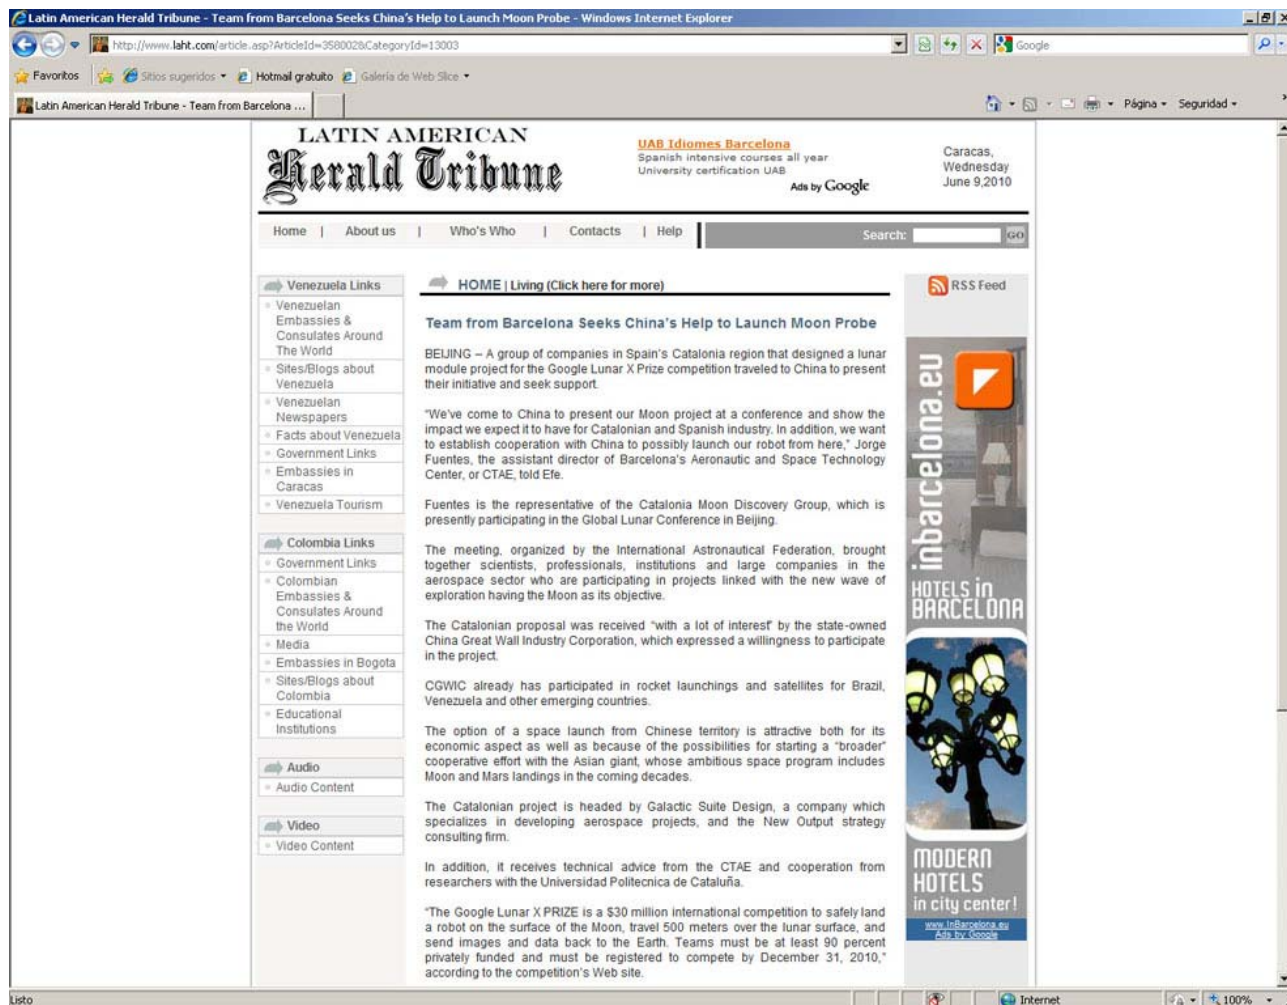 Latin American Herald Tribune - Team from Barcelona Seeks China's Help to Launch Moon Probe - Windows Internet Explorer
http://www.laht.com/article.asp?ArticleId=358002&CategoryId=13003
Google
Favoritos
Sitios sugeridos
Hotmail gratuito
Galería de Web Slice
Latin American Herald Tribune - Team from Barcelona ...
Página
Seguridad
LATIN AMERICAN
Herald Tribune
UAB Idiomes Barcelona
Spanish intensive courses all year
University certification UAB
Ads by Google
Caracas,
Wednesday
June 9,2010
Home | About us | Who's Who | Contacts | Help
Search:
GO
Venezuela Links
Venezuelan
Embassies &
Consulates Around
The World
Sites/Blogs about
Venezuela
Venezuelan
Newspapers
Facts about Venezuela
Government Links
Embassies in
Caracas
Venezuela Tourism
Colombia Links
Government Links
Colombian
Embassies &
Consulates Around
the World
Media
Embassies in Bogota
Sites/Blogs about
Colombia
Educational
Institutions
Audio
Audio Content
Video
Video Content
HOME | Living (Click here for more)
Team from Barcelona Seeks China's Help to Launch Moon Probe
BEIJING – A group of companies in Spain's Catalonia region that designed a lunar
module project for the Google Lunar X Prize competition traveled to China to present
their initiative and seek support.
"We've come to China to present our Moon project at a conference and show the
impact we expect it to have for Catalonian and Spanish industry. In addition, we want
to establish cooperation with China to possibly launch our robot from here," Jorge
Fuentes, the assistant director of Barcelona's Aeronautic and Space Technology
Center, or CTAE, told Efe.
Fuentes is the representative of the Catalonia Moon Discovery Group, which is
presently participating in the Global Lunar Conference in Beijing.
The meeting, organized by the International Astronautical Federation, brought
together scientists, professionals, institutions and large companies in the
aerospace sector who are participating in projects linked with the new wave of
exploration having the Moon as its objective.
The Catalonian proposal was received "with a lot of interest" by the state-owned
China Great Wall Industry Corporation, which expressed a willingness to participate
in the project.
CGWIC already has participated in rocket launchings and satellites for Brazil,
Venezuela and other emerging countries.
The option of a space launch from Chinese territory is attractive both for its
economic aspect as well as because of the possibilities for starting a "broader"
cooperative effort with the Asian giant, whose ambitious space program includes
Moon and Mars landings in the coming decades.
The Catalonian project is headed by Galactic Suite Design, a company which
specializes in developing aerospace projects, and the New Output strategy
consulting firm.
In addition, it receives technical advice from the CTAE and cooperation from
researchers with the Universidad Politecnica de Cataluña.
"The Google Lunar X PRIZE is a $30 million international competition to safely land
a robot on the surface of the Moon, travel 500 meters over the lunar surface, and
send images and data back to the Earth. Teams must be at least 90 percent
privately funded and must be registered to compete by December 31, 2010,"
according to the competition's Web site.
RSS Feed
inbarcelona.eu
HOTELS in
BARCELONA
MODERN
HOTELS
in city center!
www.InBarcelona.eu
Ads by Google
Listo
Internet
100%